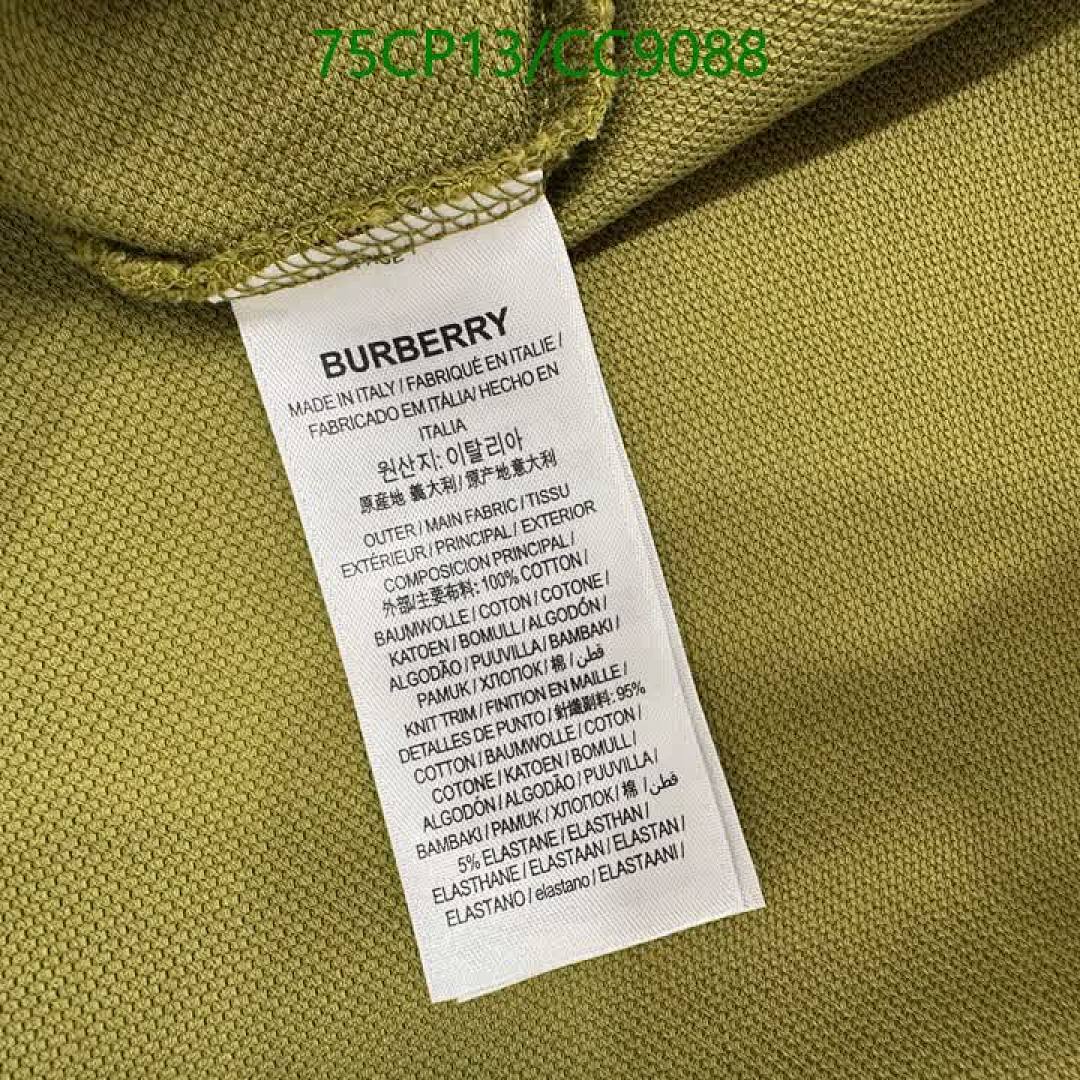 75CP13/CC9088
BURBERRY
MADE IN ITALY / FABRIQUÉ EN ITALIE /
FABRICADO EM ITÁLIA/ HECHO EN
ITALIA
원산지: 이탈리아
原産地 義大利 / 原产地意大利
OUTER / MAIN FABRIC / TISSU
EXTÉRIEUR / PRINCIPAL / EXTERIOR
COMPOSICION PRINCIPAL /
外部/主要布料: 100% COTTON /
BAUMWOLLE / COTON / COTONE /
KATOEN / BOMULL / ALGODÓN /
ALGODÃO / PUUVILLA / BAMBAKI /
PAMUK / ХЛОПОК / 棉 / قطن /
KNIT TRIM / FINITION EN MAILLE /
DETALLES DE PUNTO / 針織副料: 95%
COTTON / BAUMWOLLE / COTON /
COTONE / KATOEN / BOMULL /
ALGODÓN / ALGODÃO / PUUVILLA /
BAMBAKI / PAMUK / ХЛОПОК / 棉 / قطن
5% ELASTANE / ELASTHAN /
ELASTHANE / ELASTAAN / ELASTAN /
ELASTANO / elastano / ELASTAANI /